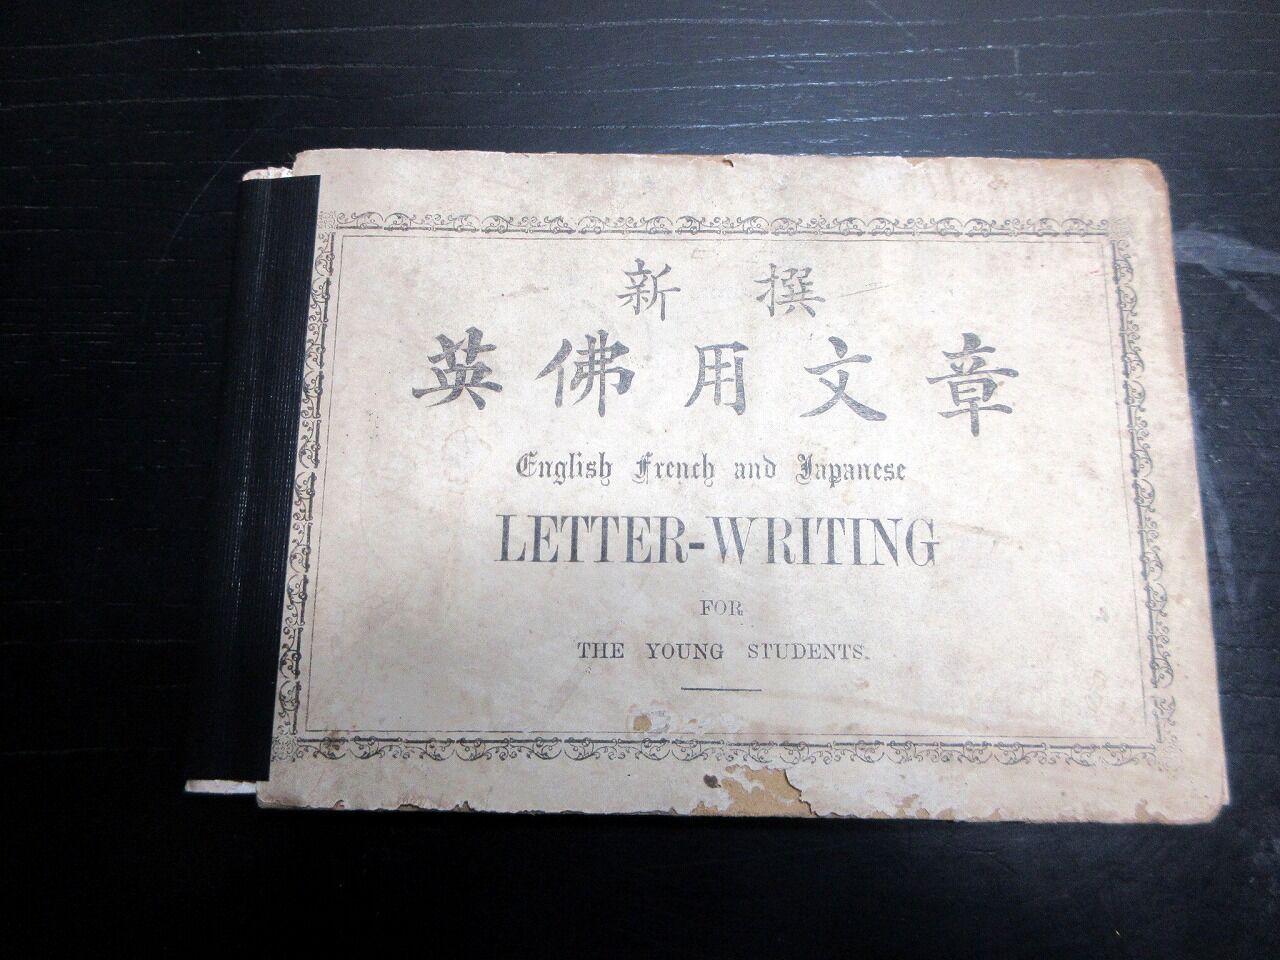 新撰
英佛用文章
English French and Japanese
LETTER-WRITING
FOR
THE YOUNG STUDENTS.